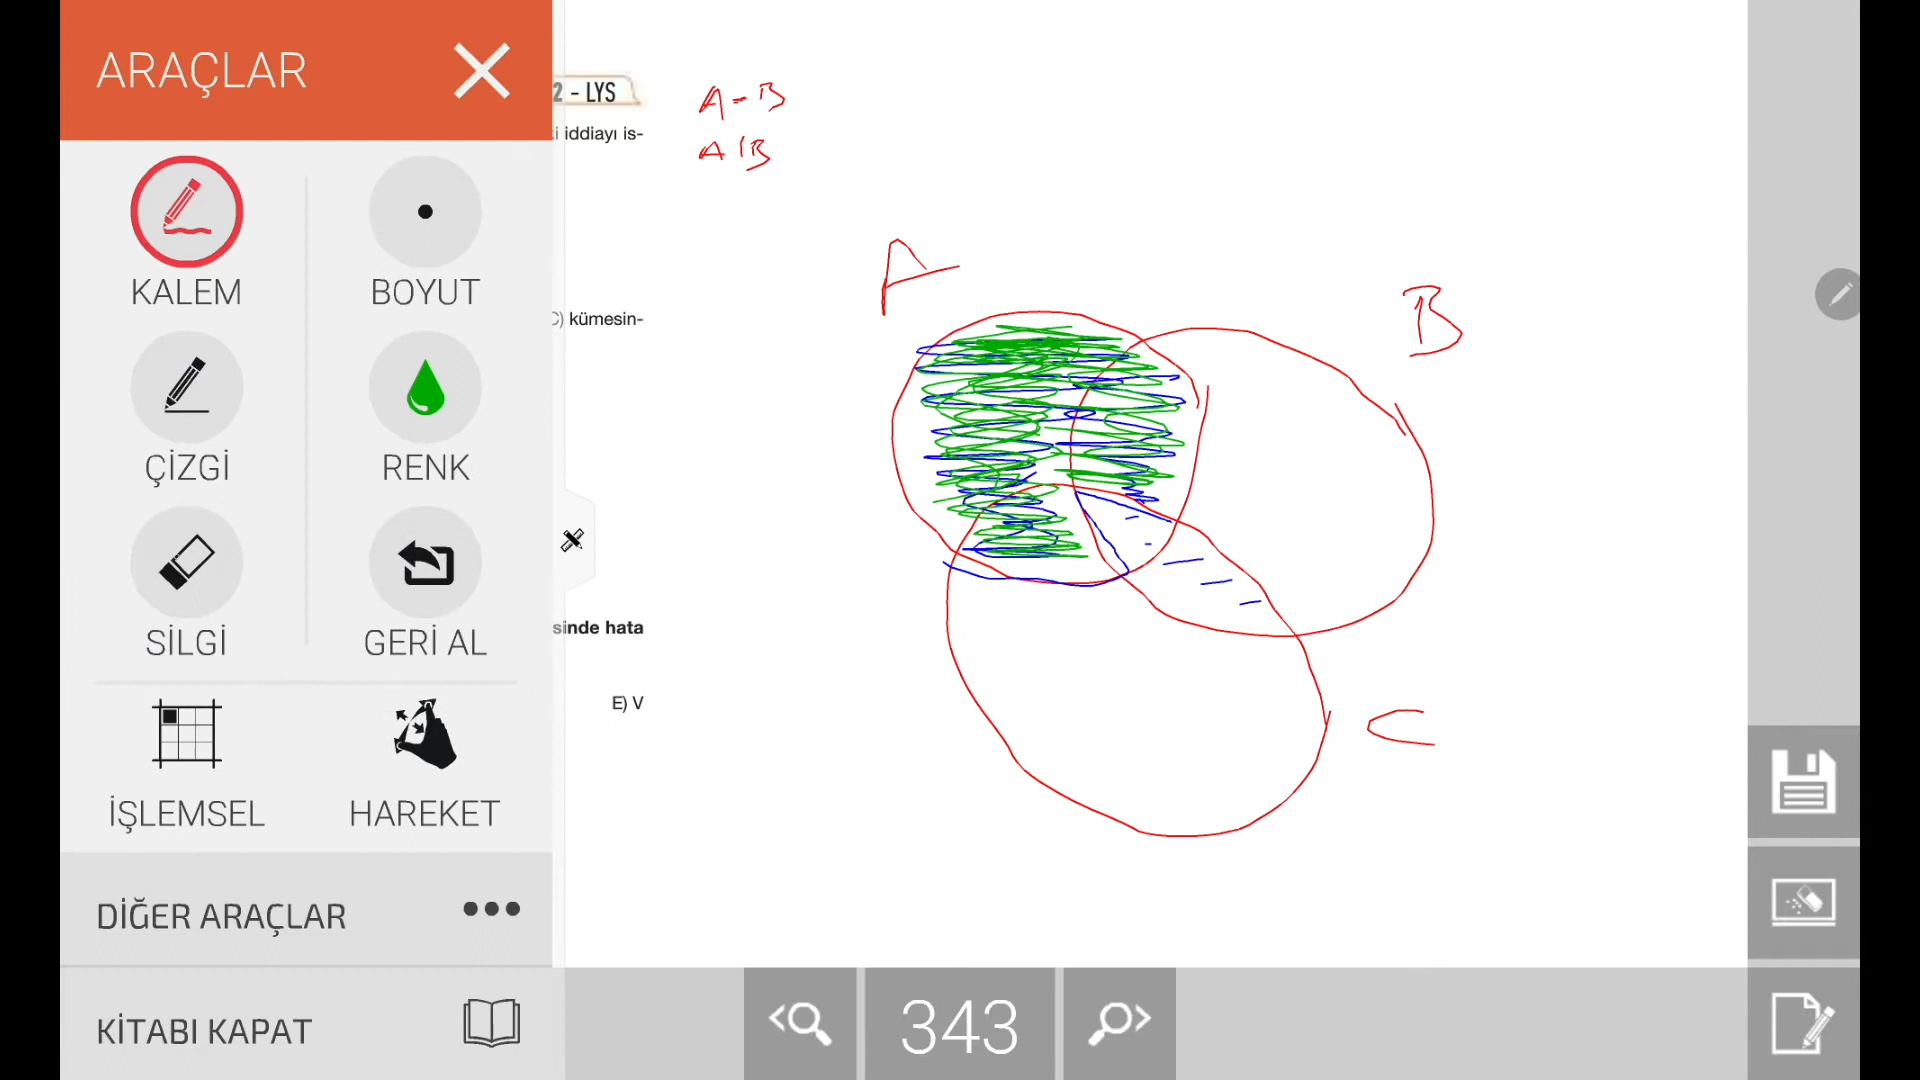 ARAÇLAR
KALEM
BOYUT
ÇİZGİ
RENK
SİLGİ
GERİ AL
İŞLEMSEL
HAREKET
DİĞER ARAÇLAR
KİTABI KAPAT
2 - LYS
iddiayı is-
C) kümesin-
sinde hata
E) V
A - B
A \ B
A
B
C
343